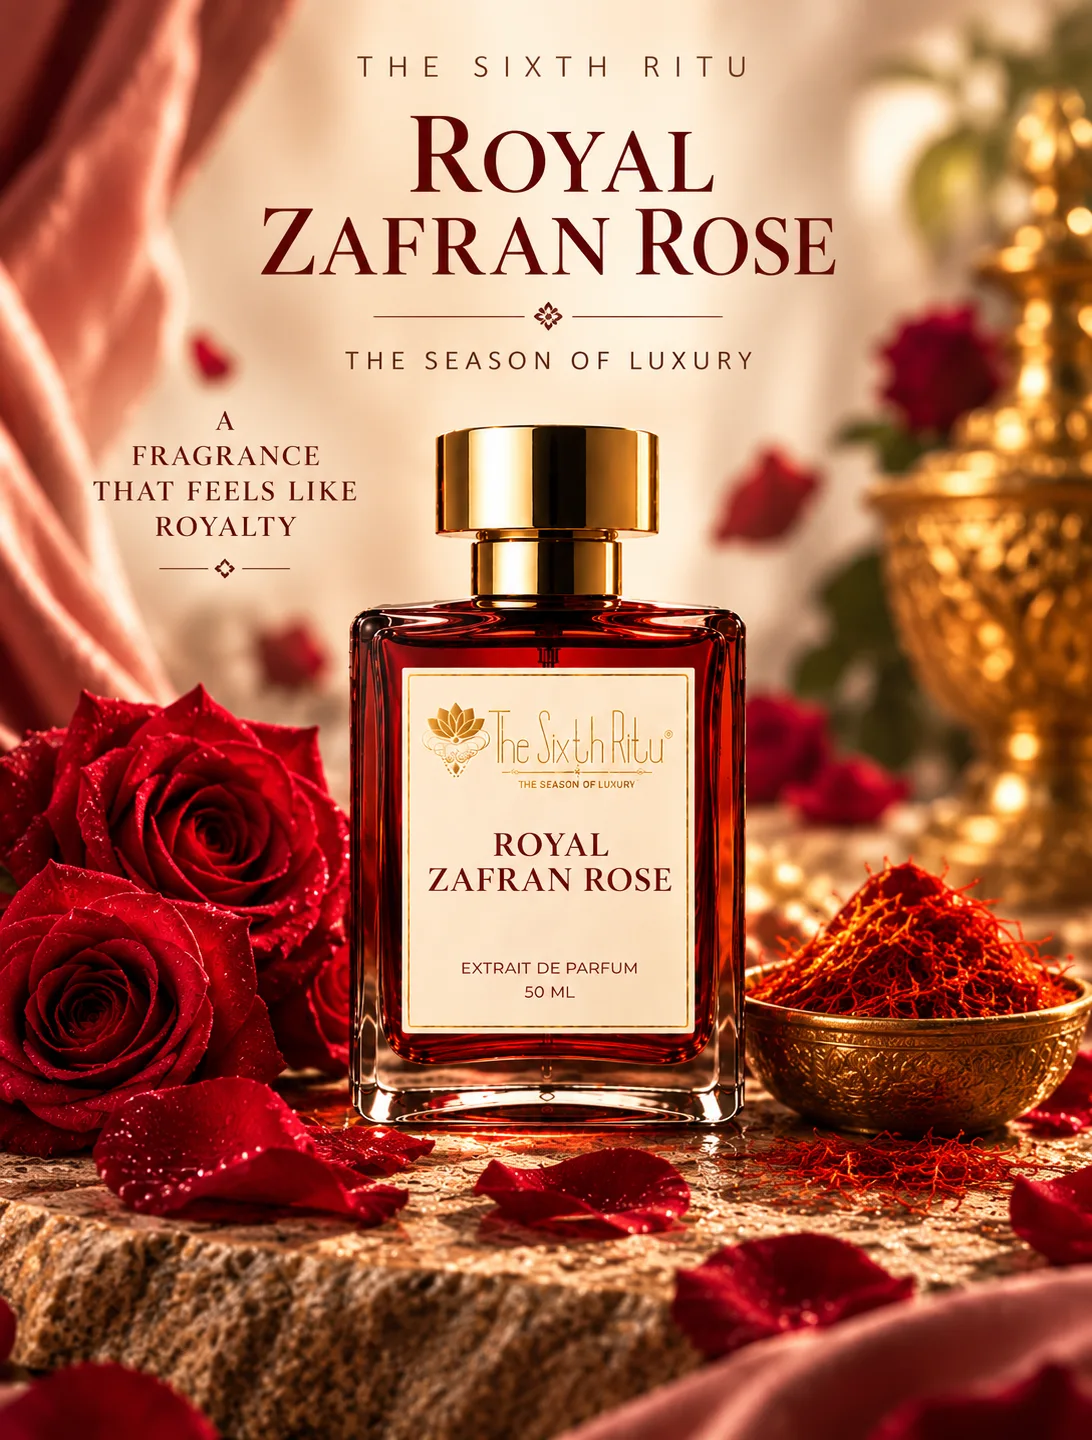 THE SIXTH RITU
ROYAL
ZAFRAN ROSE
THE SEASON OF LUXURY
A
FRAGRANCE
THAT FEELS LIKE
ROYALTY
The Sixth Ritu®
THE SEASON OF LUXURY
ROYAL
ZAFRAN ROSE
EXTRAIT DE PARFUM
50 ML